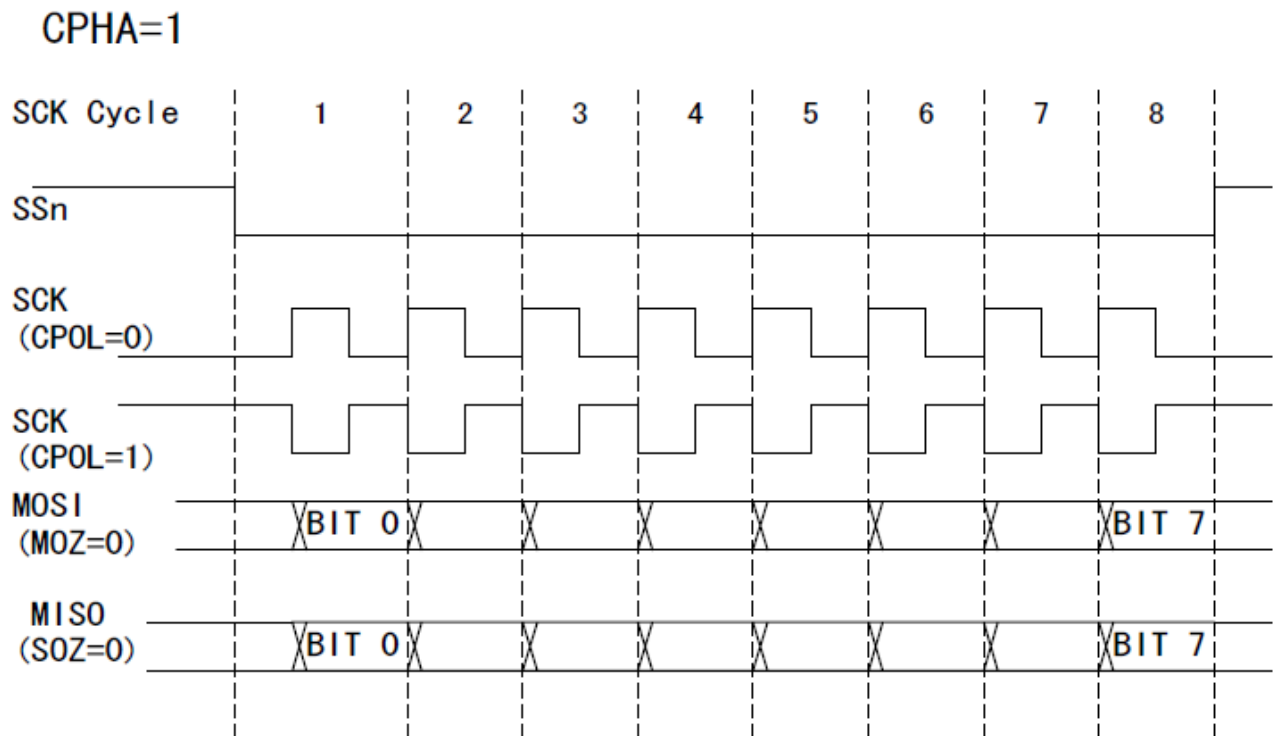 CPHA=1
SCK Cycle 1 2 3 4 5 6 7 8
SSn
SCK
(CPOL=0)
SCK
(CPOL=1)
MOSI
(MOZ=0)
BIT 0 BIT 7
MISO
(SOZ=0)
BIT 0 BIT 7